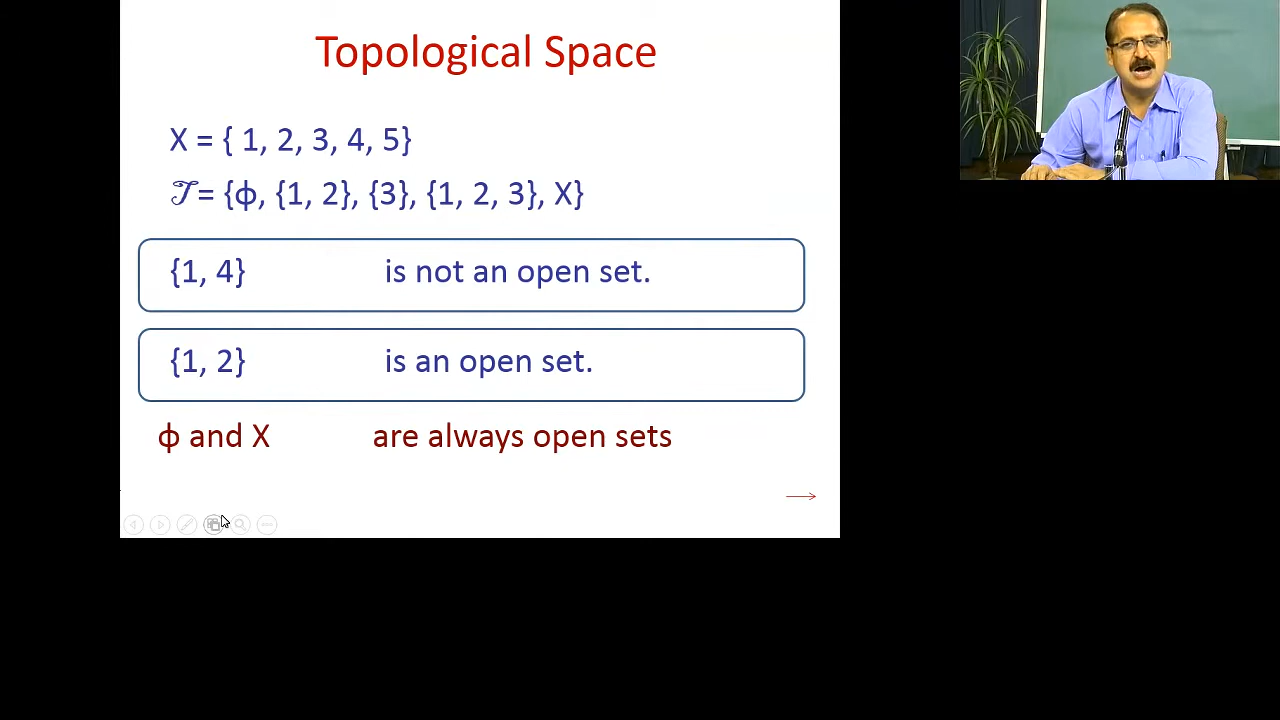 Topological Space
X = { 1, 2, 3, 4, 5}
𝒯 = {ϕ, {1, 2}, {3}, {1, 2, 3}, X}
{1, 4} is not an open set.
{1, 2} is an open set.
ϕ and X are always open sets